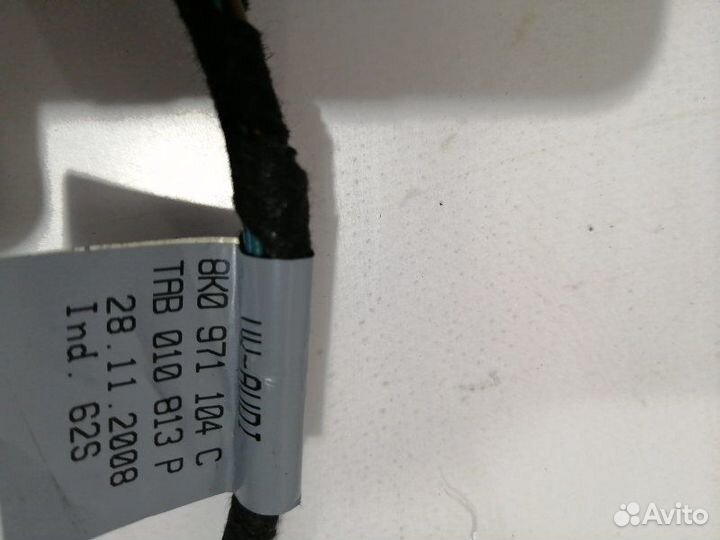 VW-AUDI
8K0 971 104 C
TAB 010 813 P
28.11.2008
Ind. 62S
Avito